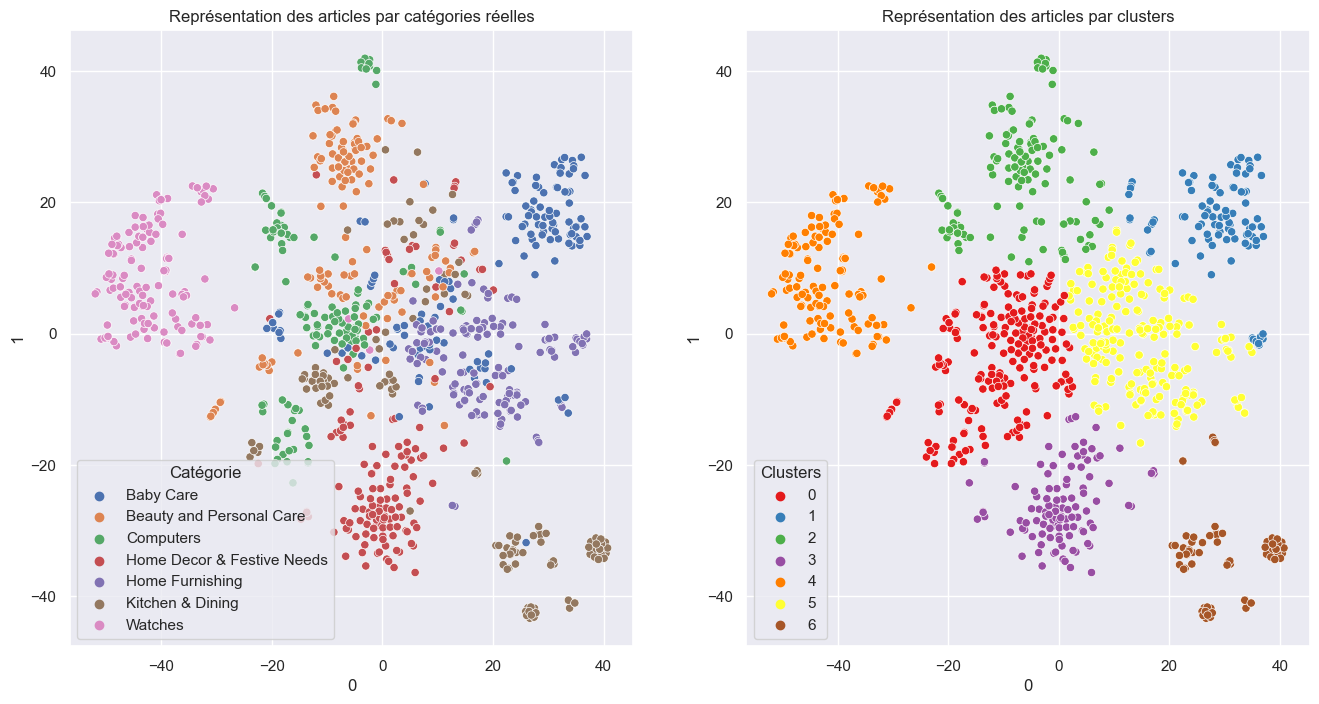 Représentation des articles par catégories réelles
40
20
0
−20
−40
1
Catégorie
Baby Care
Beauty and Personal Care
Computers
Home Decor & Festive Needs
Home Furnishing
Kitchen & Dining
Watches
−40
−20
0
20
40
0
Représentation des articles par clusters
40
20
0
−20
−40
1
Clusters
0
1
2
3
4
5
6
−40
−20
0
20
40
0